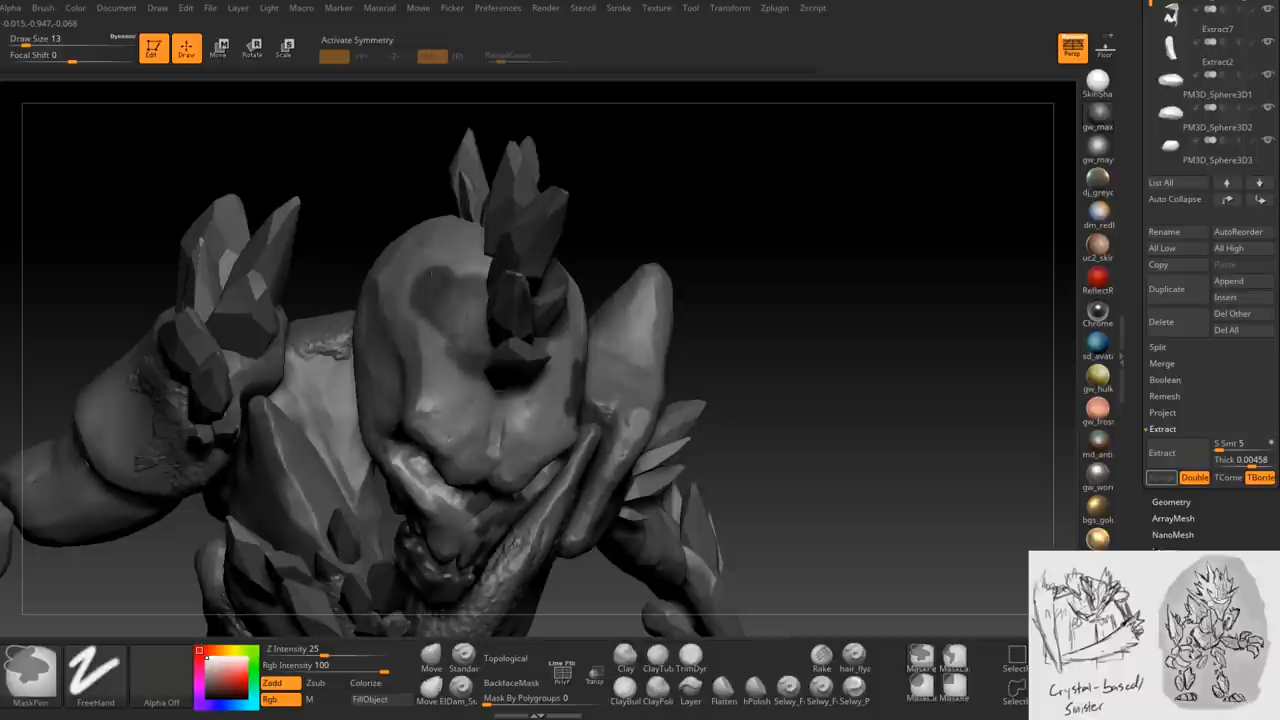 Alpha Brush Color Document Draw Edit File Layer Light Macro Marker Material Movie Picker Preferences Render Stencil Stroke Texture Tool Transform Zplugin Zscript
-0.015,-0.947,-0.068
Draw Size 13
Dynamic
Focal Shift 0
Edit
Draw
Move
Rotate
Scale
Activate Symmetry
(R)
RadialCount
Persp
Floor
SkinSha
gw_max
gw_may
dj_greyc
dm_redl
uc2_skir
ReflectR
Chrome
sd_avata
gw_hulk
gw_fros
md_anti
gw_wor
bgs_gol
Extract7
Extract2
PM3D_Sphere3D1
PM3D_Sphere3D2
PM3D_Sphere3D3
List All
Auto Collapse
Rename AutoReorder
All Low All High
Copy Paste
Duplicate Append
Insert
Delete Del Other
Del All
Split
Merge
Boolean
Remesh
Project
Extract
Extract
S Smt 5
Thick 0.00458
Double TCorne TBorde
Geometry
ArrayMesh
NanoMesh
Crystal-based/
Sinister
MaskPen
FreeHand
Alpha Off
Z Intensity 25
Rgb Intensity 100
Zadd Zsub Colorize
Rgb M FillObject
Move Standar
Topological
BackfaceMask
Mask By Polygroups 0
Line Fill
PolyF
Transp
Clay ClayTub TrimDyr
ClayBuil ClayPoli Layer Flatten hPolish Selwy_F Selwy_F Selwy_P
Rake hair_flys
Select
Select